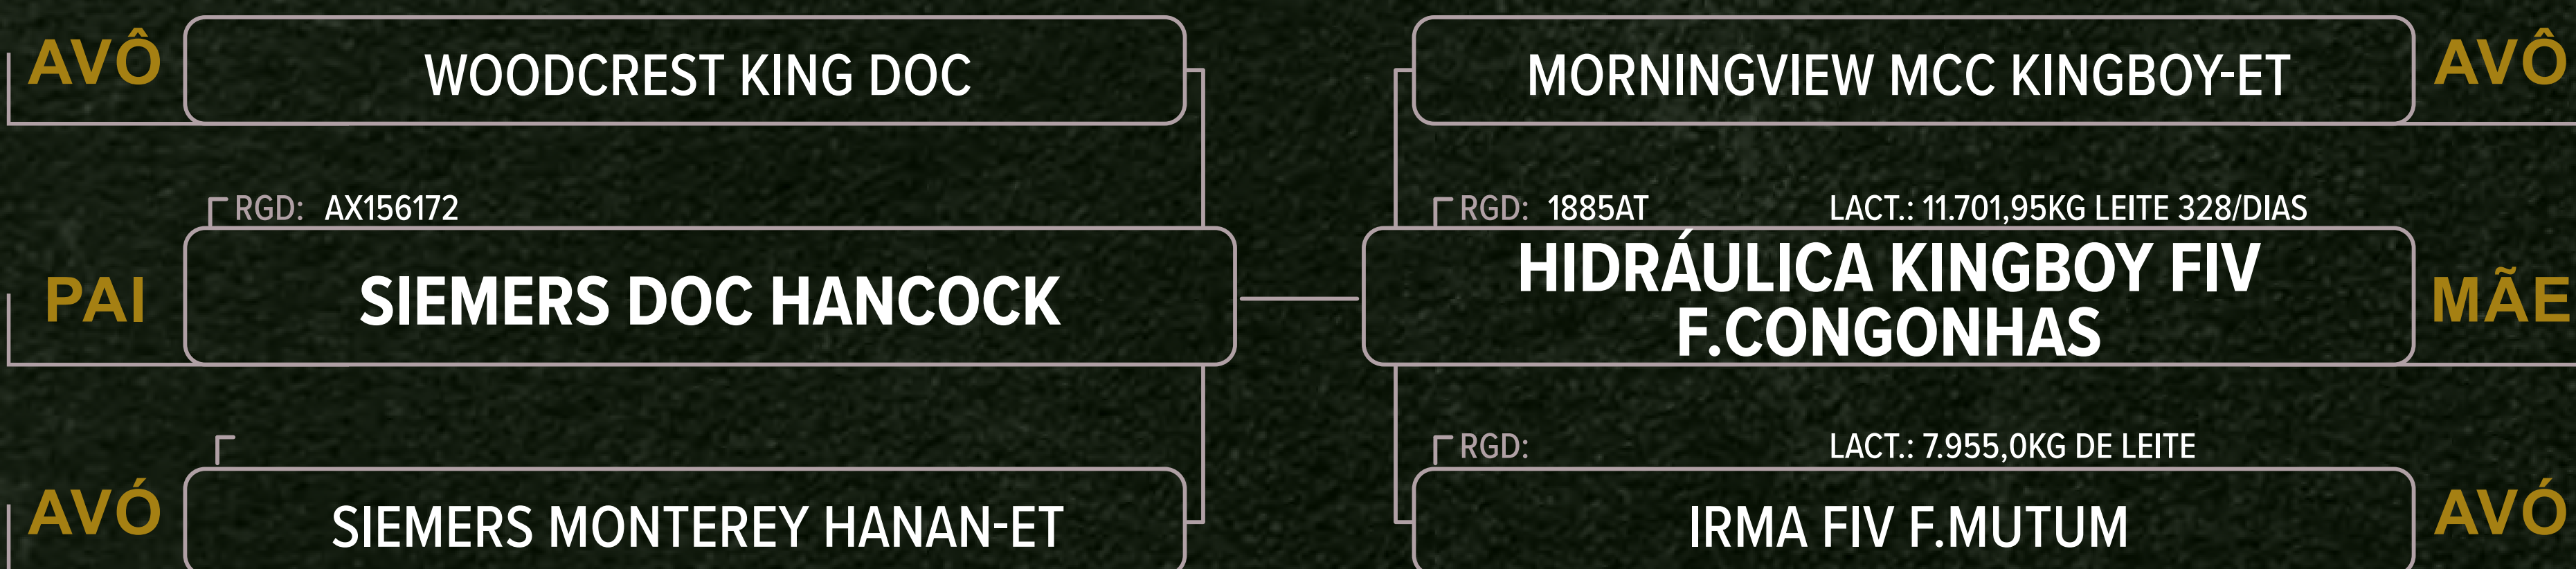 AVÔ
WOODCREST KING DOC
RGD: AX156172
PAI
SIEMERS DOC HANCOCK
AVÓ
SIEMERS MONTEREY HANAN-ET
MORNINGVIEW MCC KINGBOY-ET
AVÔ
RGD: 1885AT LACT.: 11.701,95KG LEITE 328/DIAS
HIDRÁULICA KINGBOY FIV
F.CONGONHAS
MÃE
RGD: LACT.: 7.955,0KG DE LEITE
IRMA FIV F.MUTUM
AVÓ